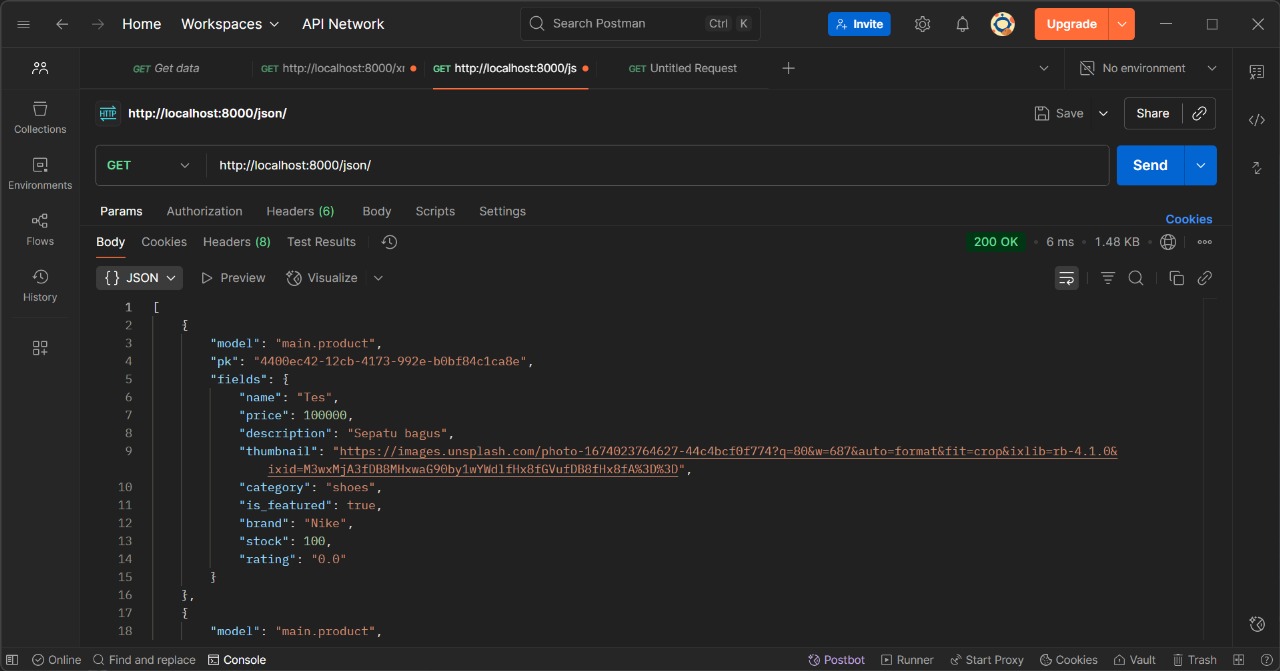 Home Workspaces API Network Search Postman Ctrl K Invite Upgrade
GET Get data GET http://localhost:8000/xr GET http://localhost:8000/js GET Untitled Request No environment
HTTP http://localhost:8000/json/ Save Share
Collections
GET http://localhost:8000/json/ Send
Environments
Params Authorization Headers (6) Body Scripts Settings
Cookies
Flows
Body Cookies Headers (8) Test Results 200 OK 6 ms 1.48 KB
{} JSON Preview Visualize
History
1 [
2 {
3 "model": "main.product",
4 "pk": "4400ec42-12cb-4173-992e-b0bf84c1ca8e",
5 "fields": {
6 "name": "Tes",
7 "price": 100000,
8 "description": "Sepatu bagus",
9 "thumbnail": "https://images.unsplash.com/photo-1674023764627-44c4bcf0f774?q=80&w=687&auto=format&fit=crop&ixlib=rb-4.1.0&
ixid=M3wxMjA3fDB8MHxwaG90by1wYWdlfHx8fGVufDB8fHx8fA%3D%3D",
10 "category": "shoes",
11 "is_featured": true,
12 "brand": "Nike",
13 "stock": 100,
14 "rating": "0.0"
15 }
16 },
17 {
18 "model": "main.product",
Online Find and replace Console Postbot Runner Start Proxy Cookies Vault Trash